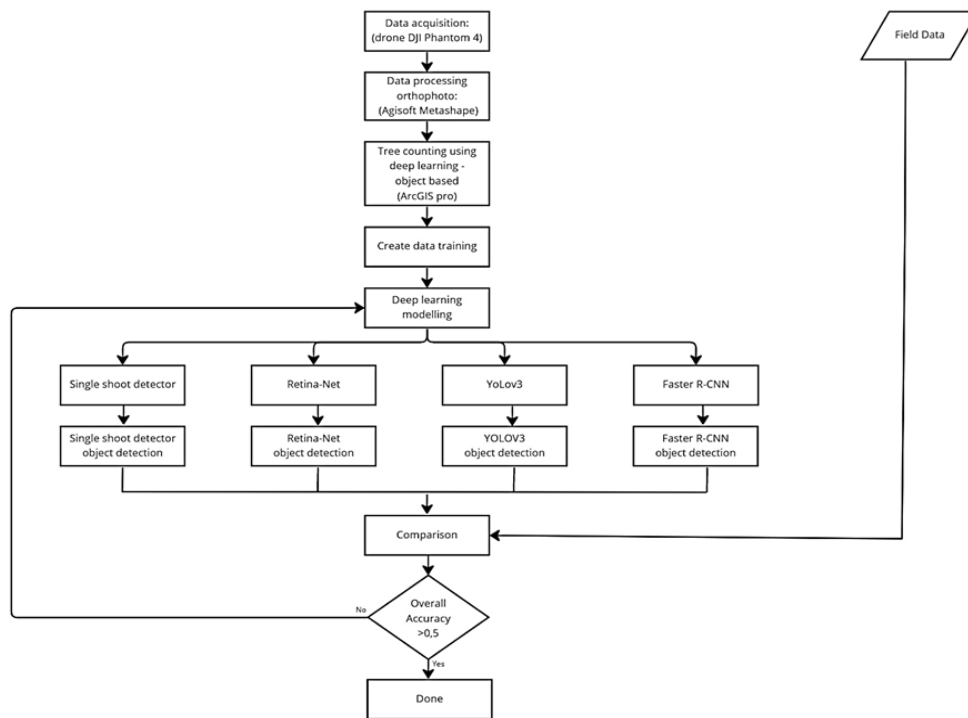 Data acquisition:
(drone DJI Phantom 4)
Field Data
Data processing
orthophoto:
(Agisoft Metashape)
Tree counting using
deep learning -
object based
(ArcGIS pro)
Create data training
Deep learning
modelling
Single shoot detector
Retina-Net
YoLov3
Faster R-CNN
Single shoot detector
object detection
Retina-Net
object detection
YOLOV3
object detection
Faster R-CNN
object detection
Comparison
Overall
Accuracy
>0,5
No
Yes
Done